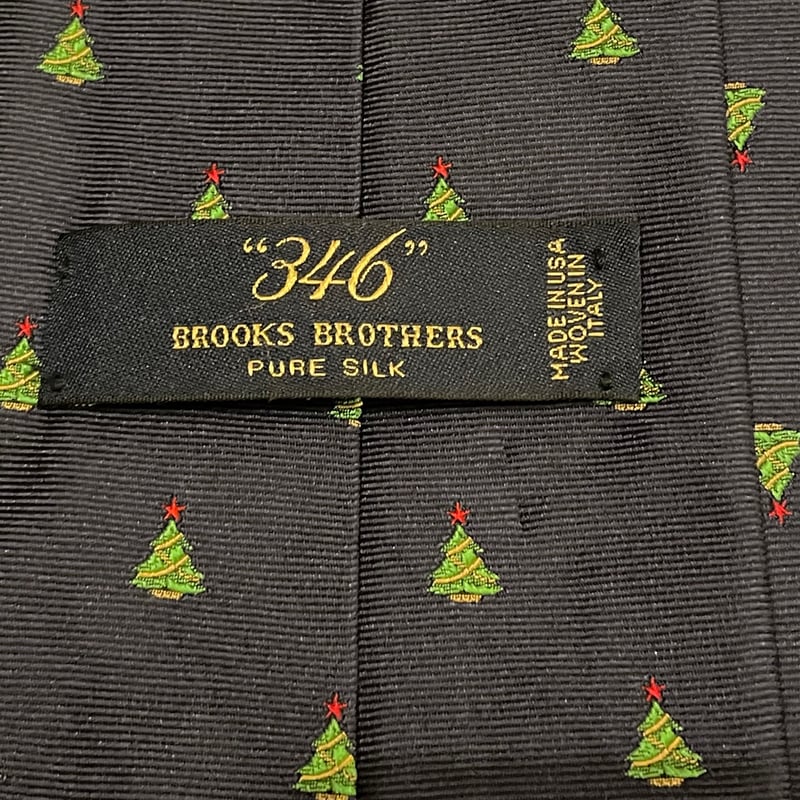 “346”
BROOKS BROTHERS
PURE SILK
MADE IN USA
WOVEN IN
ITALY